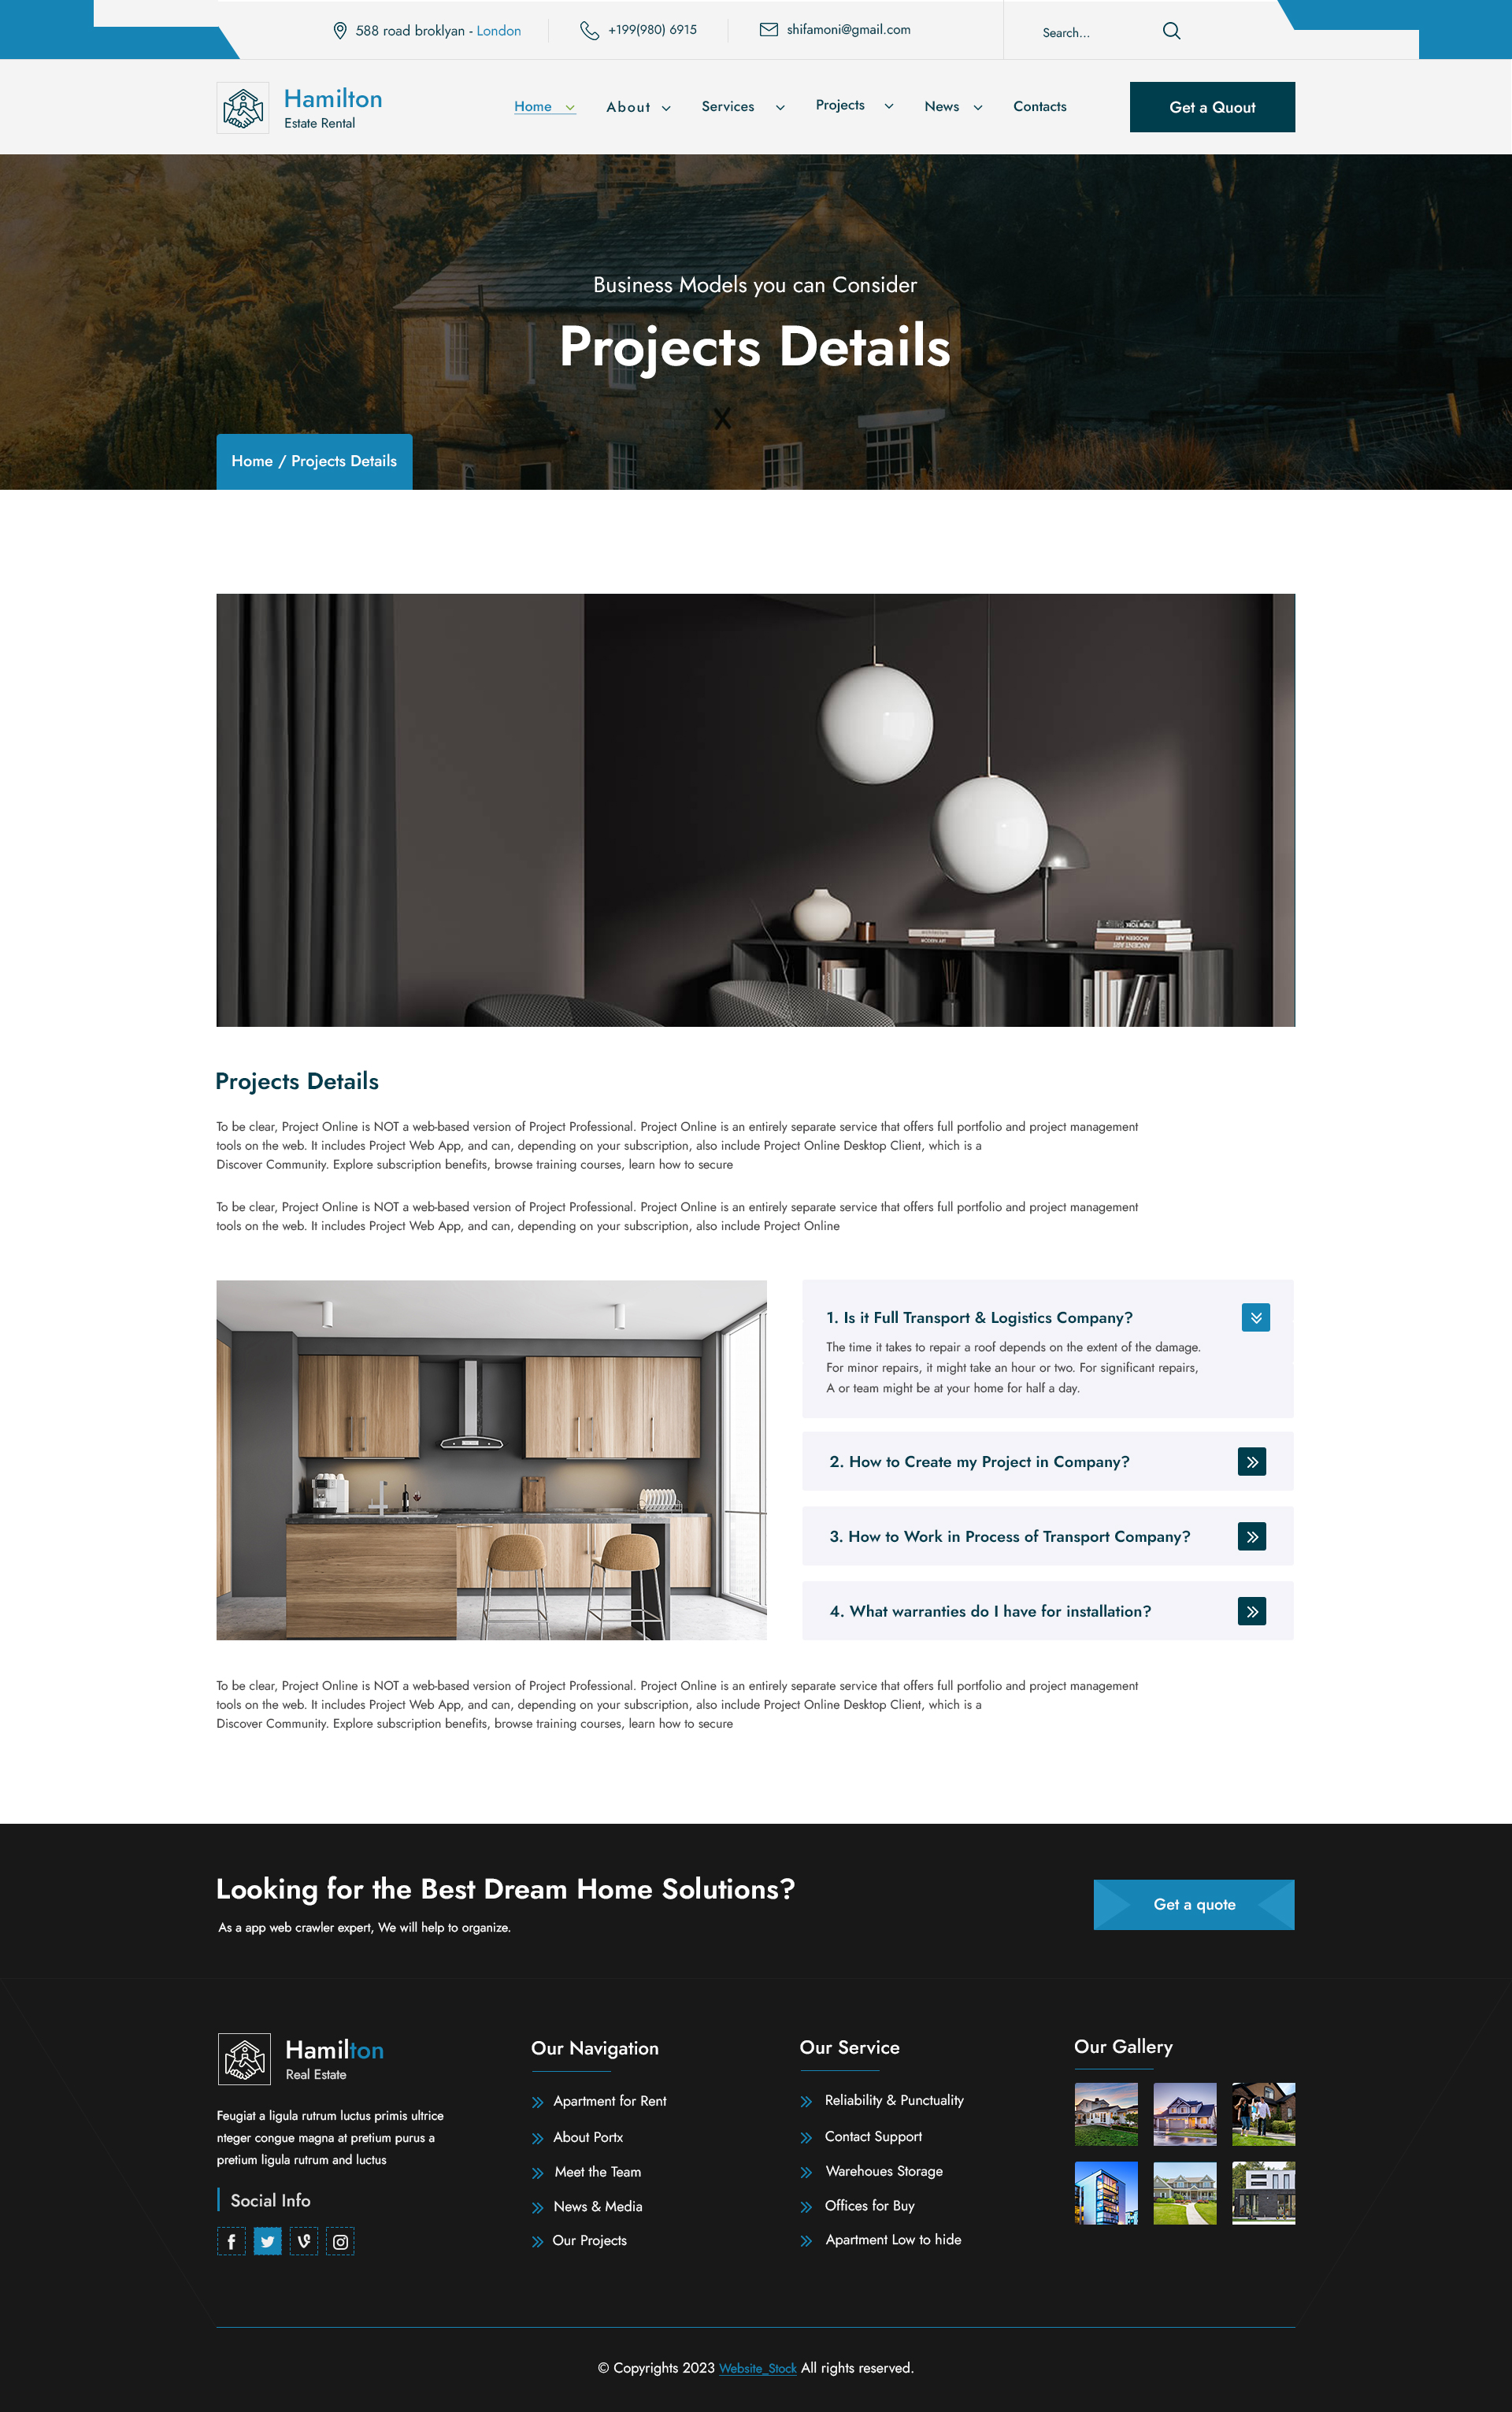 588 road broklyan - London
+199(980) 6915
shifamoni@gmail.com
Search...
Hamilton
Estate Rental
Home
About
Services
Projects
News
Contacts
Get a Quout
Business Models you can Consider
Projects Details
X
Home / Projects Details
Projects Details
To be clear, Project Online is NOT a web-based version of Project Professional. Project Online is an entirely separate service that offers full portfolio and project management
tools on the web. It includes Project Web App, and can, depending on your subscription, also include Project Online Desktop Client, which is a
Discover Community. Explore subscription benefits, browse training courses, learn how to secure
To be clear, Project Online is NOT a web-based version of Project Professional. Project Online is an entirely separate service that offers full portfolio and project management
tools on the web. It includes Project Web App, and can, depending on your subscription, also include Project Online
1. Is it Full Transport & Logistics Company?
The time it takes to repair a roof depends on the extent of the damage.
For minor repairs, it might take an hour or two. For significant repairs,
A or team might be at your home for half a day.
2. How to Create my Project in Company?
3. How to Work in Process of Transport Company?
4. What warranties do I have for installation?
To be clear, Project Online is NOT a web-based version of Project Professional. Project Online is an entirely separate service that offers full portfolio and project management
tools on the web. It includes Project Web App, and can, depending on your subscription, also include Project Online Desktop Client, which is a
Discover Community. Explore subscription benefits, browse training courses, learn how to secure
Looking for the Best Dream Home Solutions?
As a app web crawler expert, We will help to organize.
Get a quote
Hamilton
Real Estate
Feugiat a ligula rutrum luctus primis ultrice
nteger congue magna at pretium purus a
pretium ligula rutrum and luctus
Social Info
Our Navigation
Apartment for Rent
About Portx
Meet the Team
News & Media
Our Projects
Our Service
Reliability & Punctuality
Contact Support
Warehoues Storage
Offices for Buy
Apartment Low to hide
Our Gallery
© Copyrights 2023 Website_Stock All rights reserved.